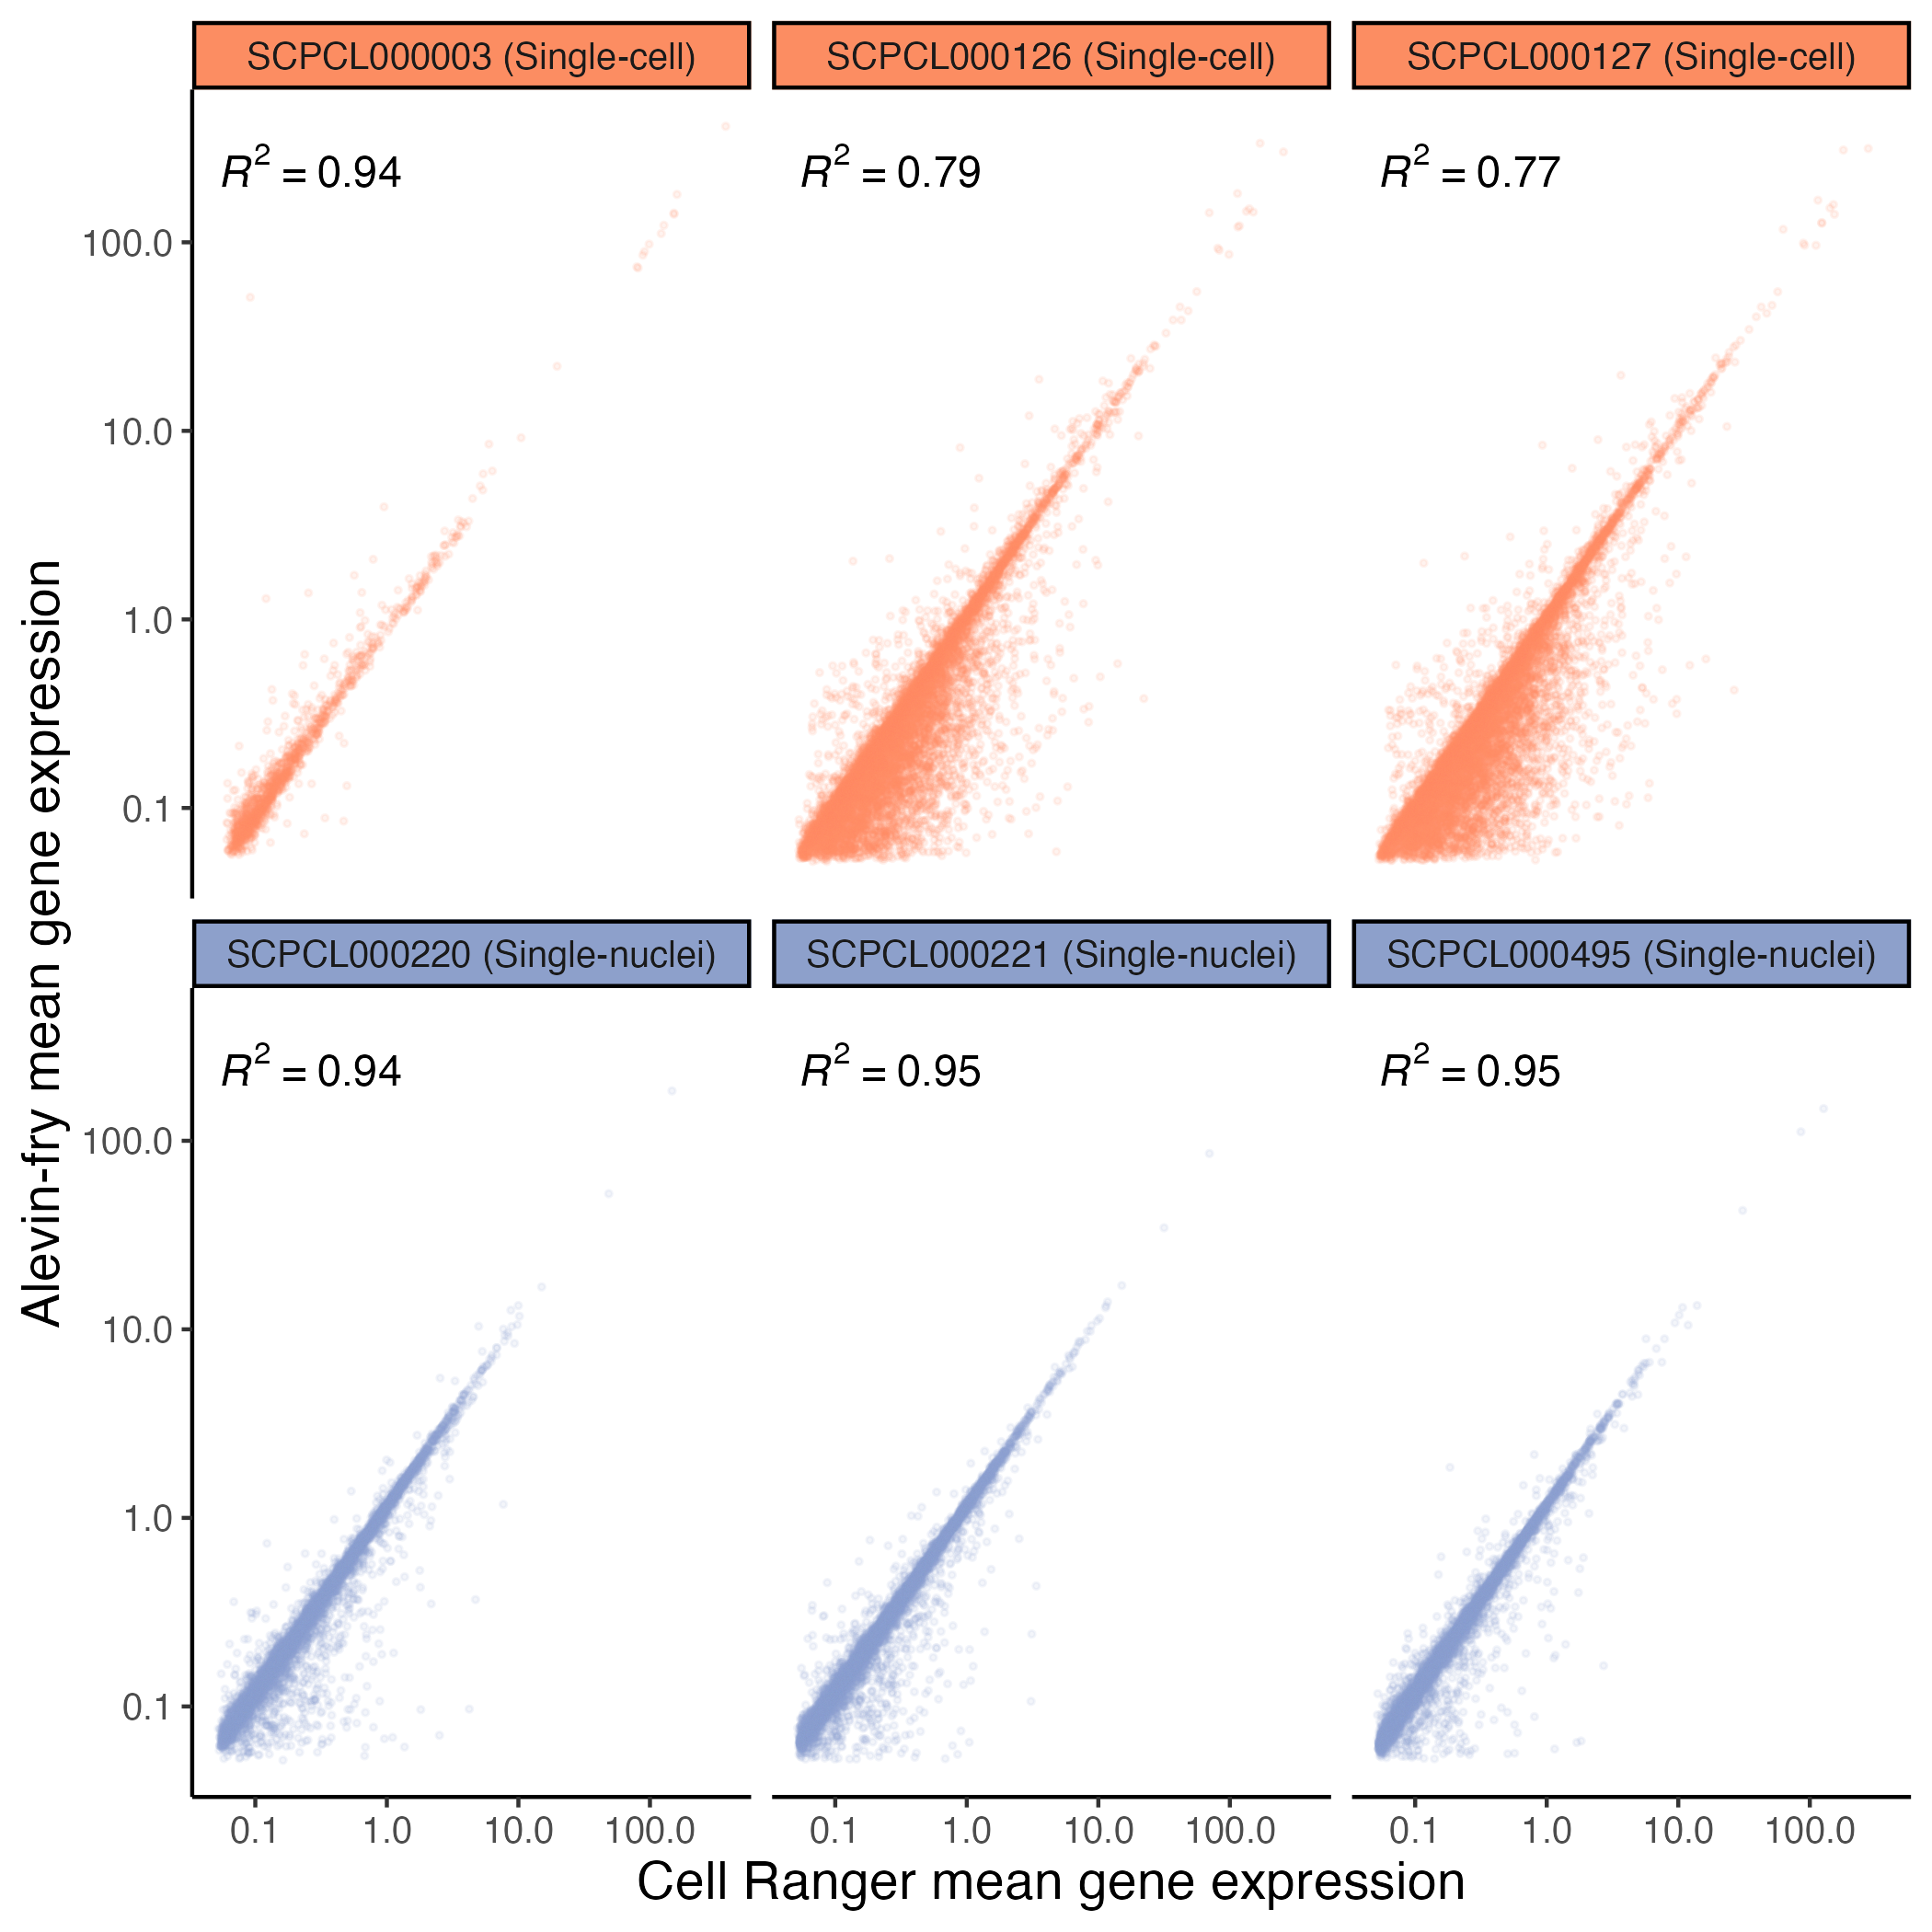 SCPCL000003 (Single-cell)
SCPCL000126 (Single-cell)
SCPCL000127 (Single-cell)
R² = 0.94
R² = 0.79
R² = 0.77
100.0
10.0
1.0
0.1
Alevin-fry mean gene expression
SCPCL000220 (Single-nuclei)
SCPCL000221 (Single-nuclei)
SCPCL000495 (Single-nuclei)
R² = 0.94
R² = 0.95
R² = 0.95
100.0
10.0
1.0
0.1
0.1 1.0 10.0 100.0
0.1 1.0 10.0 100.0
0.1 1.0 10.0 100.0
Cell Ranger mean gene expression